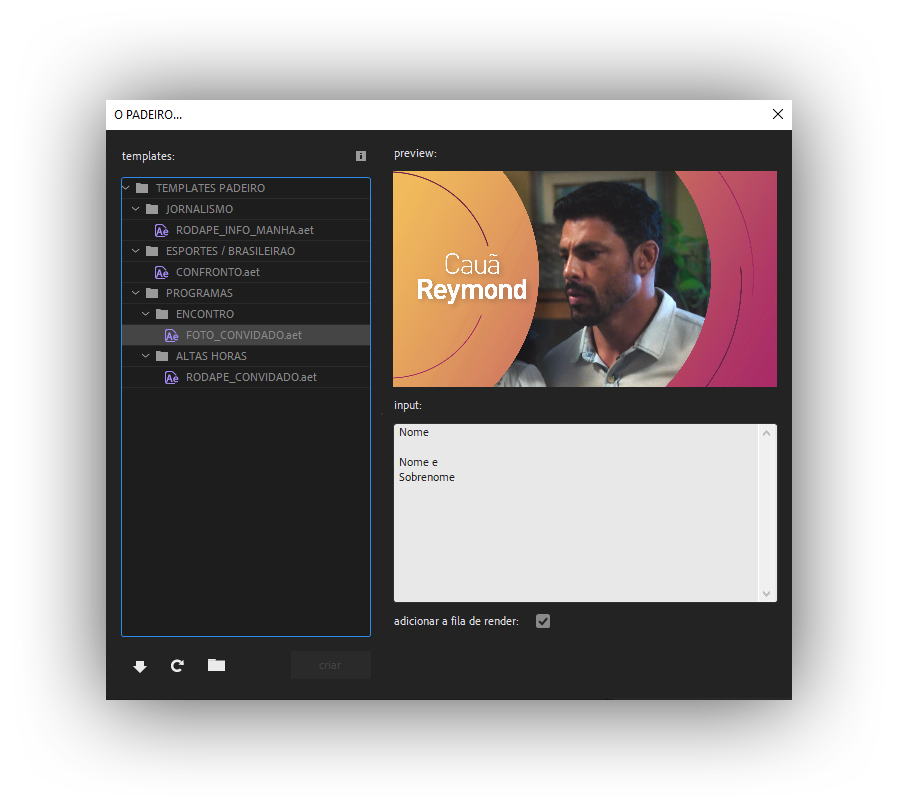 O PADEIRO...
templates:
i
TEMPLATES PADEIRO
JORNALISMO
Ae RODAPE_INFO_MANHA.aet
ESPORTES / BRASILEIRAO
Ae CONFRONTO.aet
PROGRAMAS
ENCONTRO
Ae FOTO_CONVIDADO.aet
ALTAS HORAS
Ae RODAPE_CONVIDADO.aet
criar
preview:
Cauã
Reymond
input:
Nome
Nome e
Sobrenome
adicionar a fila de render: